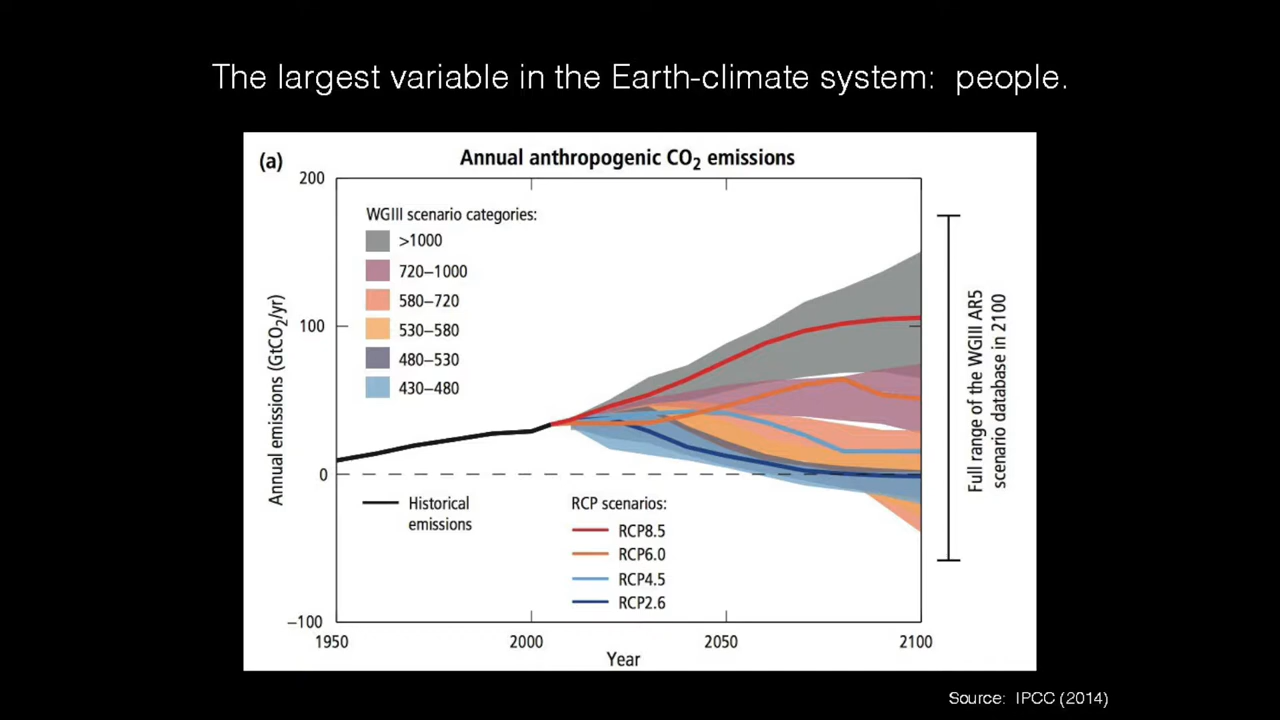 The largest variable in the Earth-climate system: people.
(a)
Annual anthropogenic CO₂ emissions
200
100
0
−100
Annual emissions (GtCO₂/yr)
WGIII scenario categories:
>1000
720−1000
580−720
530−580
480−530
430−480
Historical
emissions
RCP scenarios:
RCP8.5
RCP6.0
RCP4.5
RCP2.6
1950
2000
2050
2100
Year
Full range of the WGIII AR5
scenario database in 2100
Source: IPCC (2014)